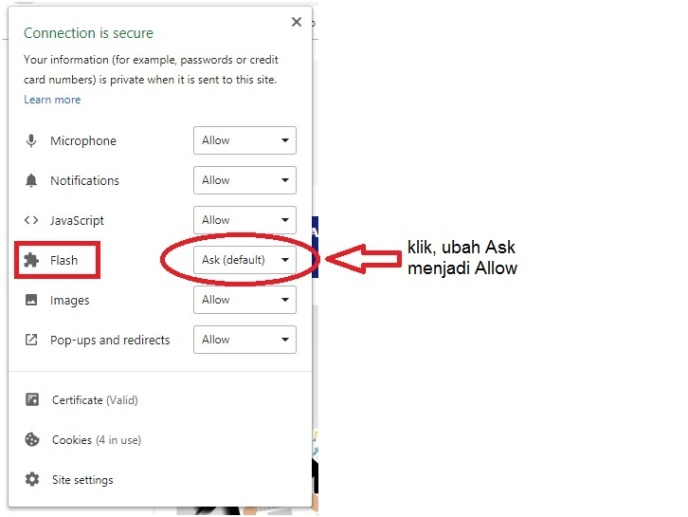 Connection is secure
Your information (for example, passwords or credit
card numbers) is private when it is sent to this site.
Learn more
Microphone Allow
Notifications Allow
JavaScript Allow
Flash Ask (default)
klik, ubah Ask
menjadi Allow
Images Allow
Pop-ups and redirects Allow
Certificate (Valid)
Cookies (4 in use)
Site settings